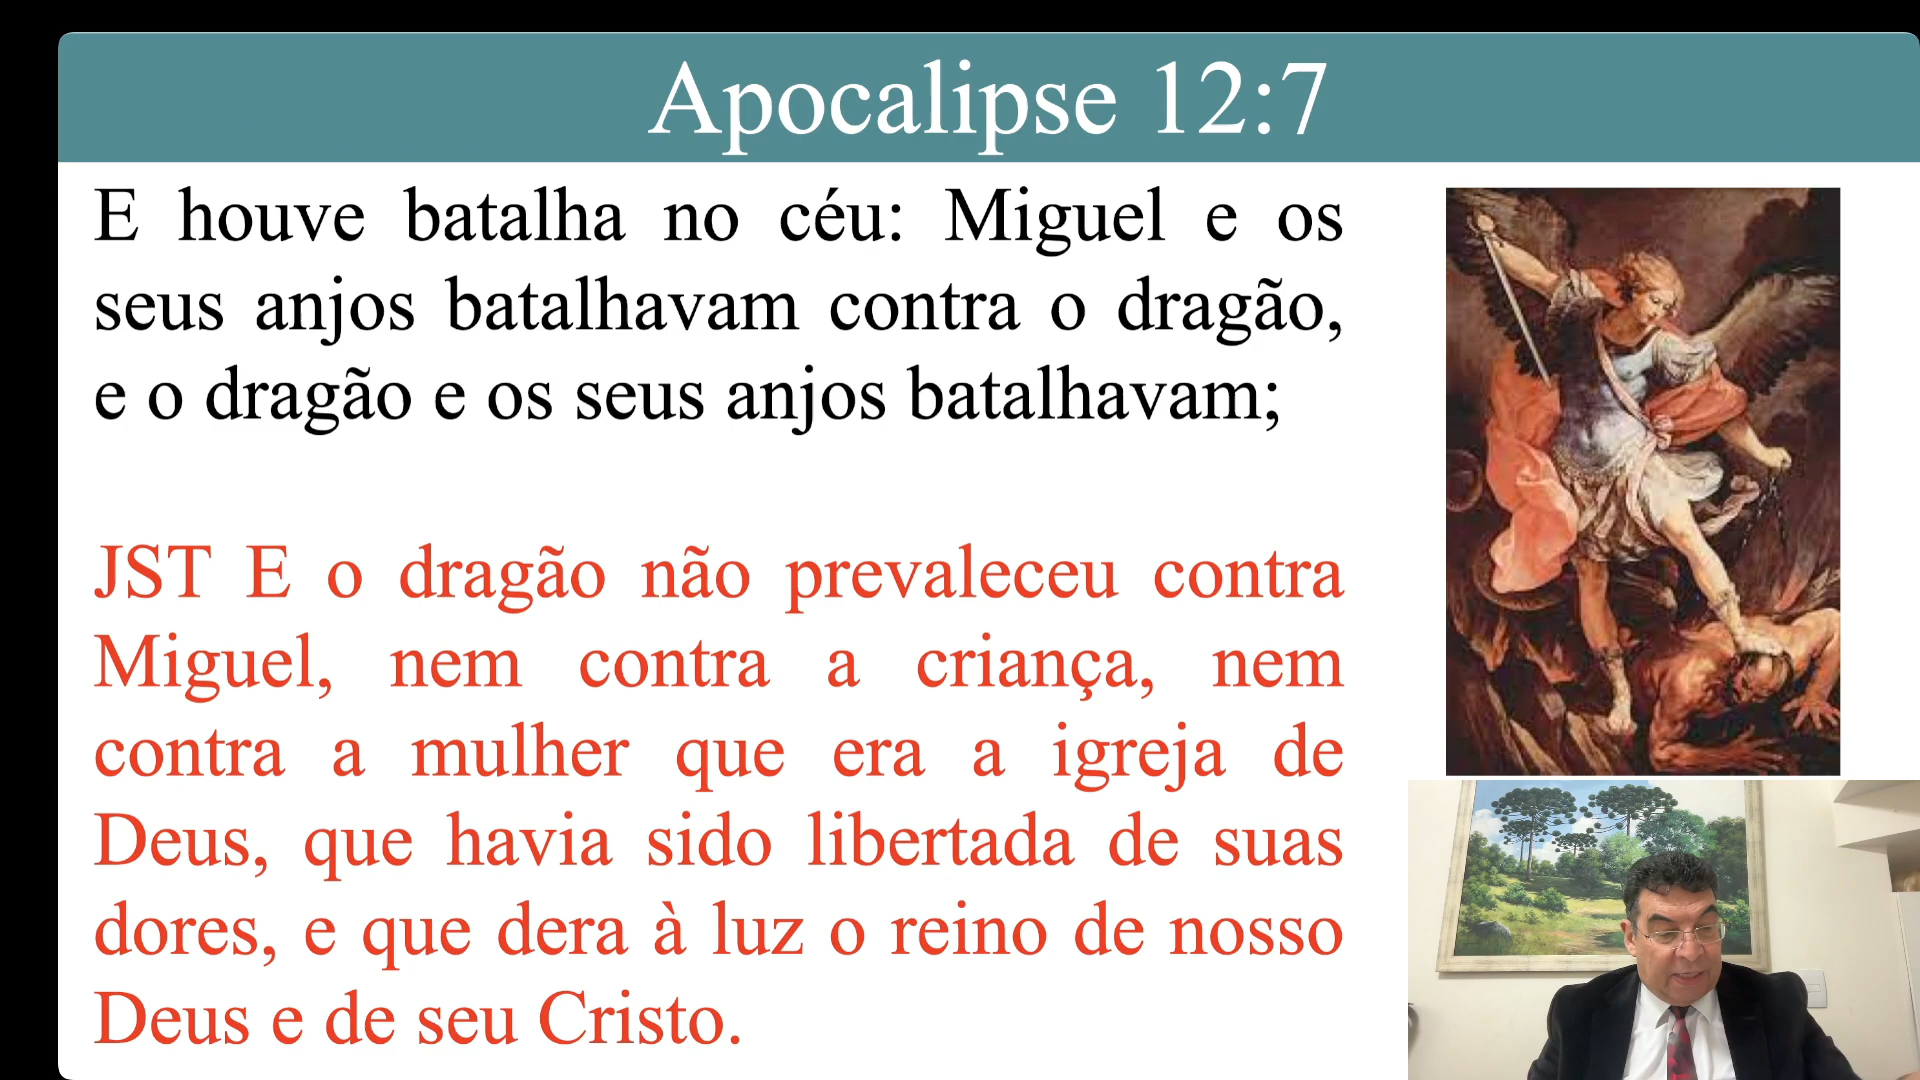 Apocalipse 12:7
E houve batalha no céu: Miguel e os
seus anjos batalhavam contra o dragão,
e o dragão e os seus anjos batalhavam;
JST E o dragão não prevaleceu contra
Miguel, nem contra a criança, nem
contra a mulher que era a igreja de
Deus, que havia sido libertada de suas
dores, e que dera à luz o reino de nosso
Deus e de seu Cristo.